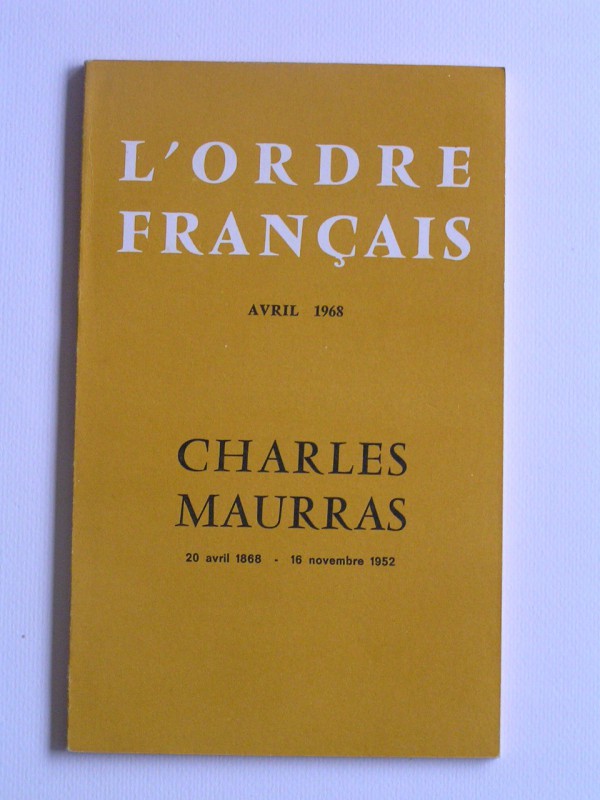 L'ORDRE
FRANÇAIS
AVRIL 1968
CHARLES
MAURRAS
20 avril 1868 - 16 novembre 1952